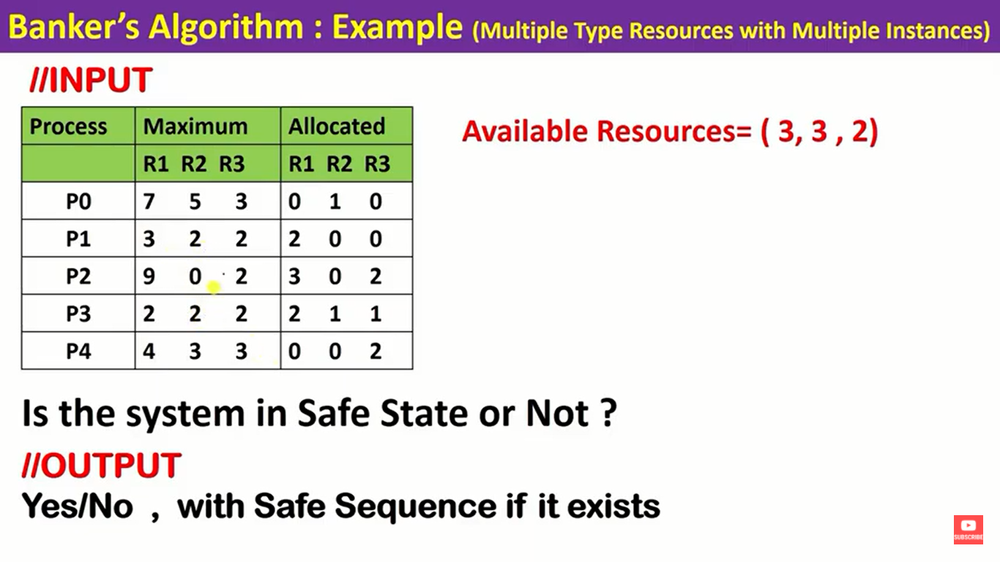 Banker’s Algorithm : Example (Multiple Type Resources with Multiple Instances)
//INPUT
Process Maximum Allocated
R1 R2 R3 R1 R2 R3
P0 7 5 3 0 1 0
P1 3 2 2 2 0 0
P2 9 0 2 3 0 2
P3 2 2 2 2 1 1
P4 4 3 3 0 0 2
Available Resources= ( 3, 3 , 2)
Is the system in Safe State or Not ?
//OUTPUT
Yes/No , with Safe Sequence if it exists
SUBSCRIBE